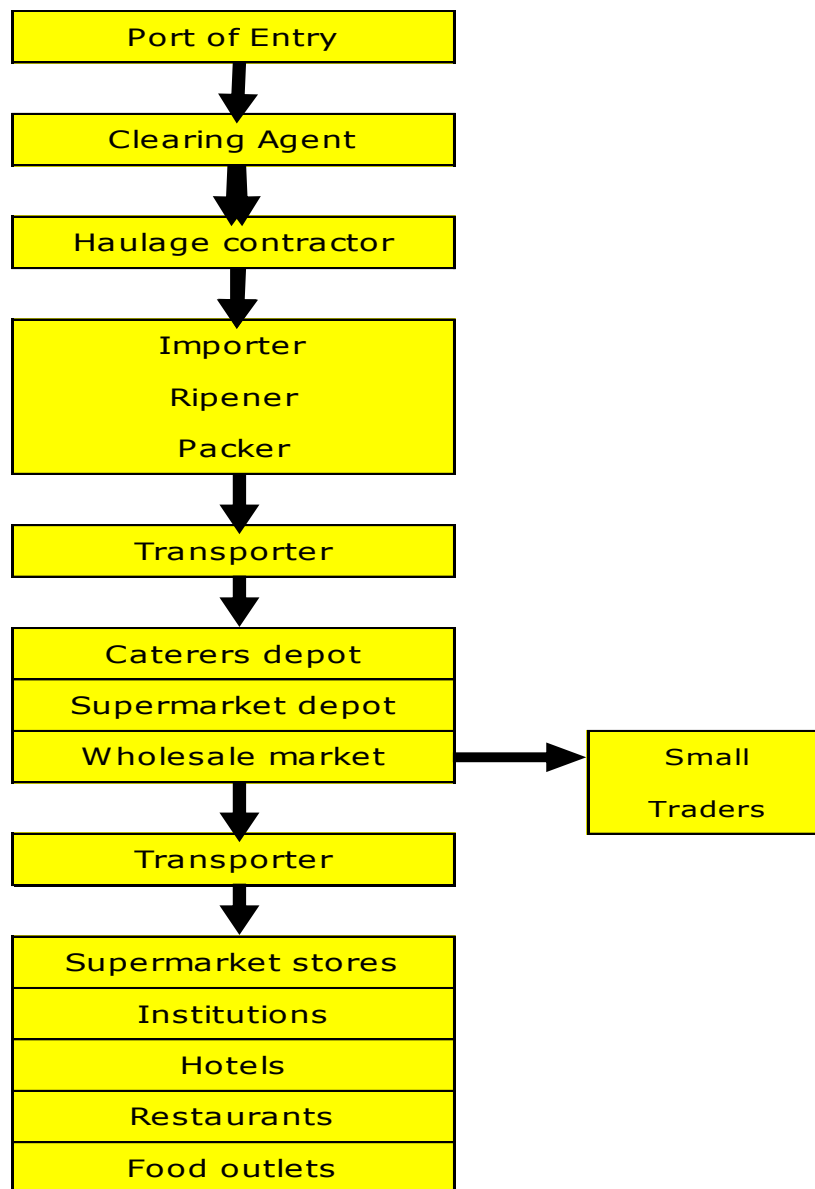 Port of Entry
Clearing Agent
Haulage contractor
Importer
Ripener
Packer
Transporter
Caterers depot
Supermarket depot
Wholesale market
Small
Traders
Transporter
Supermarket stores
Institutions
Hotels
Restaurants
Food outlets